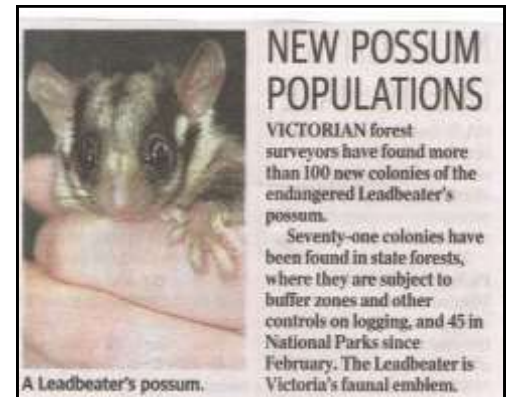 NEW POSSUM
POPULATIONS
VICTORIAN forest
surveyors have found more
than 100 new colonies of the
endangered Leadbeater's
possum.
Seventy-one colonies have
been found in state forests,
where they are subject to
buffer zones and other
controls on logging, and 45 in
National Parks since
February. The Leadbeater is
Victoria's faunal emblem.
A Leadbeater's possum.